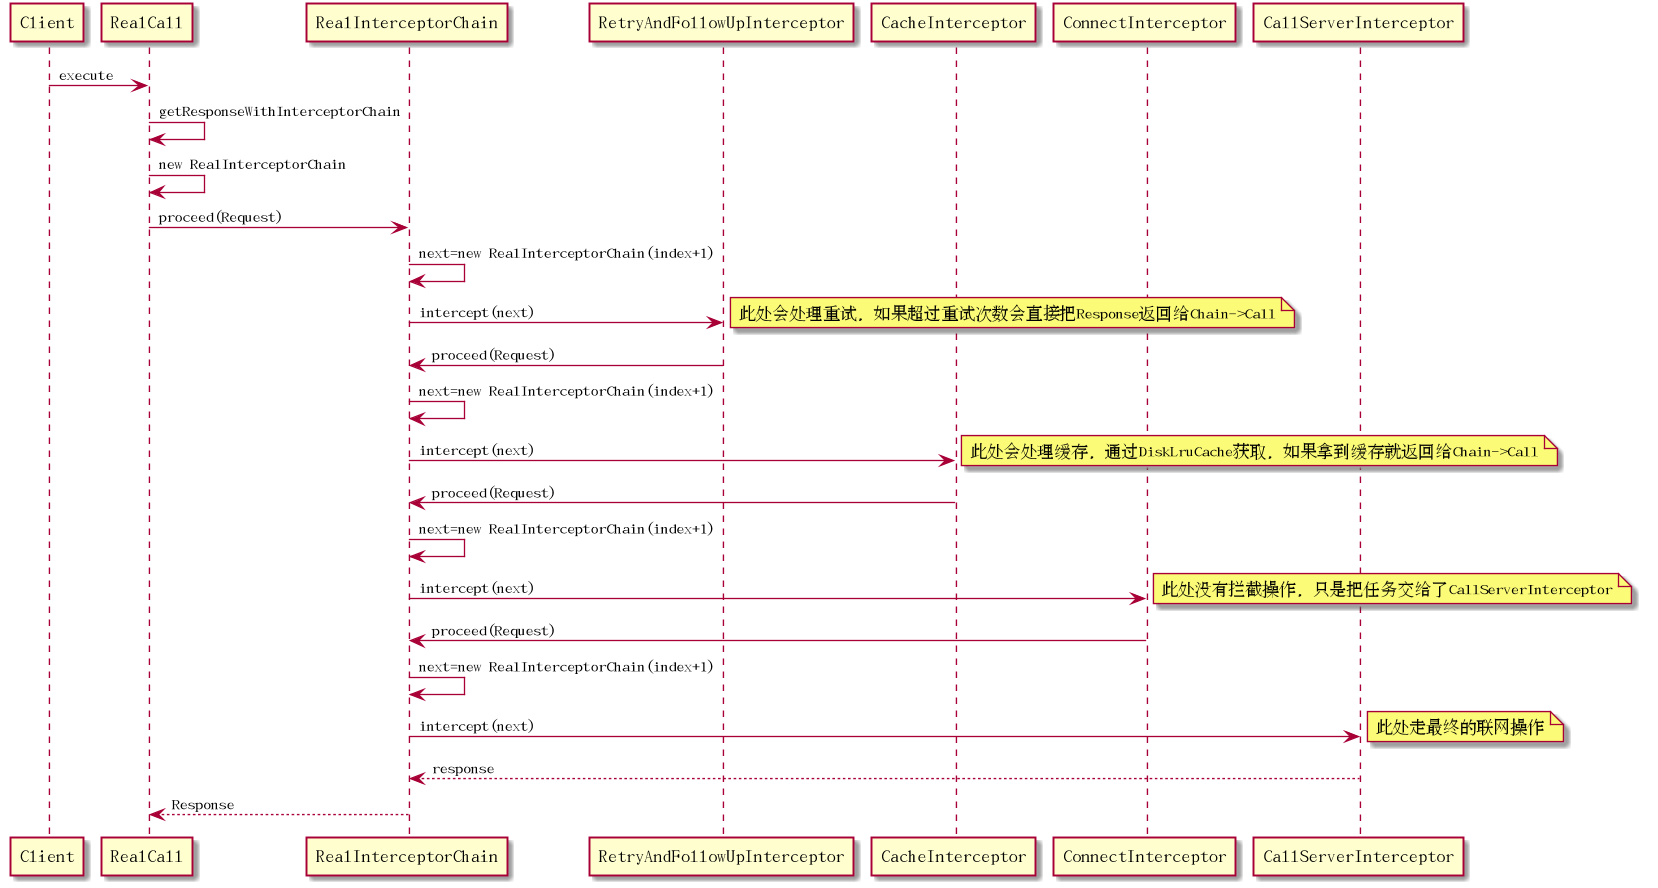 Client RealCall RealInterceptorChain RetryAndFollowUpInterceptor CacheInterceptor ConnectInterceptor CallServerInterceptor
execute
getResponseWithInterceptorChain
new RealInterceptorChain
proceed(Request)
next=new RealInterceptorChain(index+1)
intercept(next) 此处会处理重试，如果超过重试次数会直接把Response返回给Chain->Call
proceed(Request)
next=new RealInterceptorChain(index+1)
intercept(next) 此处会处理缓存，通过DiskLruCache获取，如果拿到缓存就返回给Chain->Call
proceed(Request)
next=new RealInterceptorChain(index+1)
intercept(next) 此处没有拦截操作，只是把任务交给了CallServerInterceptor
proceed(Request)
next=new RealInterceptorChain(index+1)
intercept(next) 此处走最终的联网操作
response
Response
Client RealCall RealInterceptorChain RetryAndFollowUpInterceptor CacheInterceptor ConnectInterceptor CallServerInterceptor